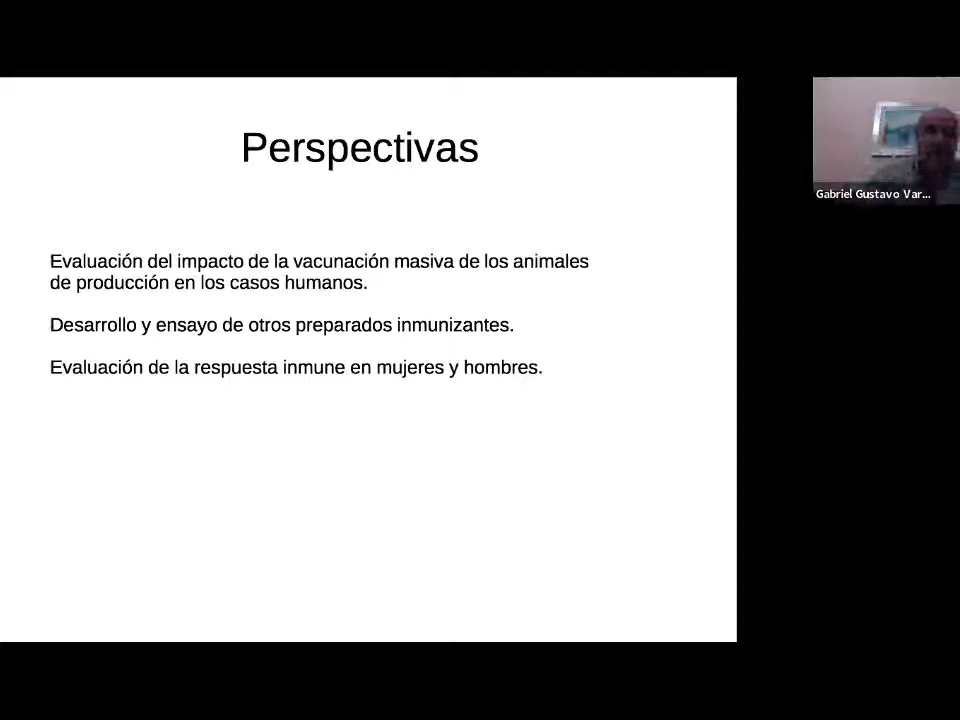 Perspectivas
Evaluación del impacto de la vacunación masiva de los animales
de producción en los casos humanos.
Desarrollo y ensayo de otros preparados inmunizantes.
Evaluación de la respuesta inmune en mujeres y hombres.
Gabriel Gustavo Var...